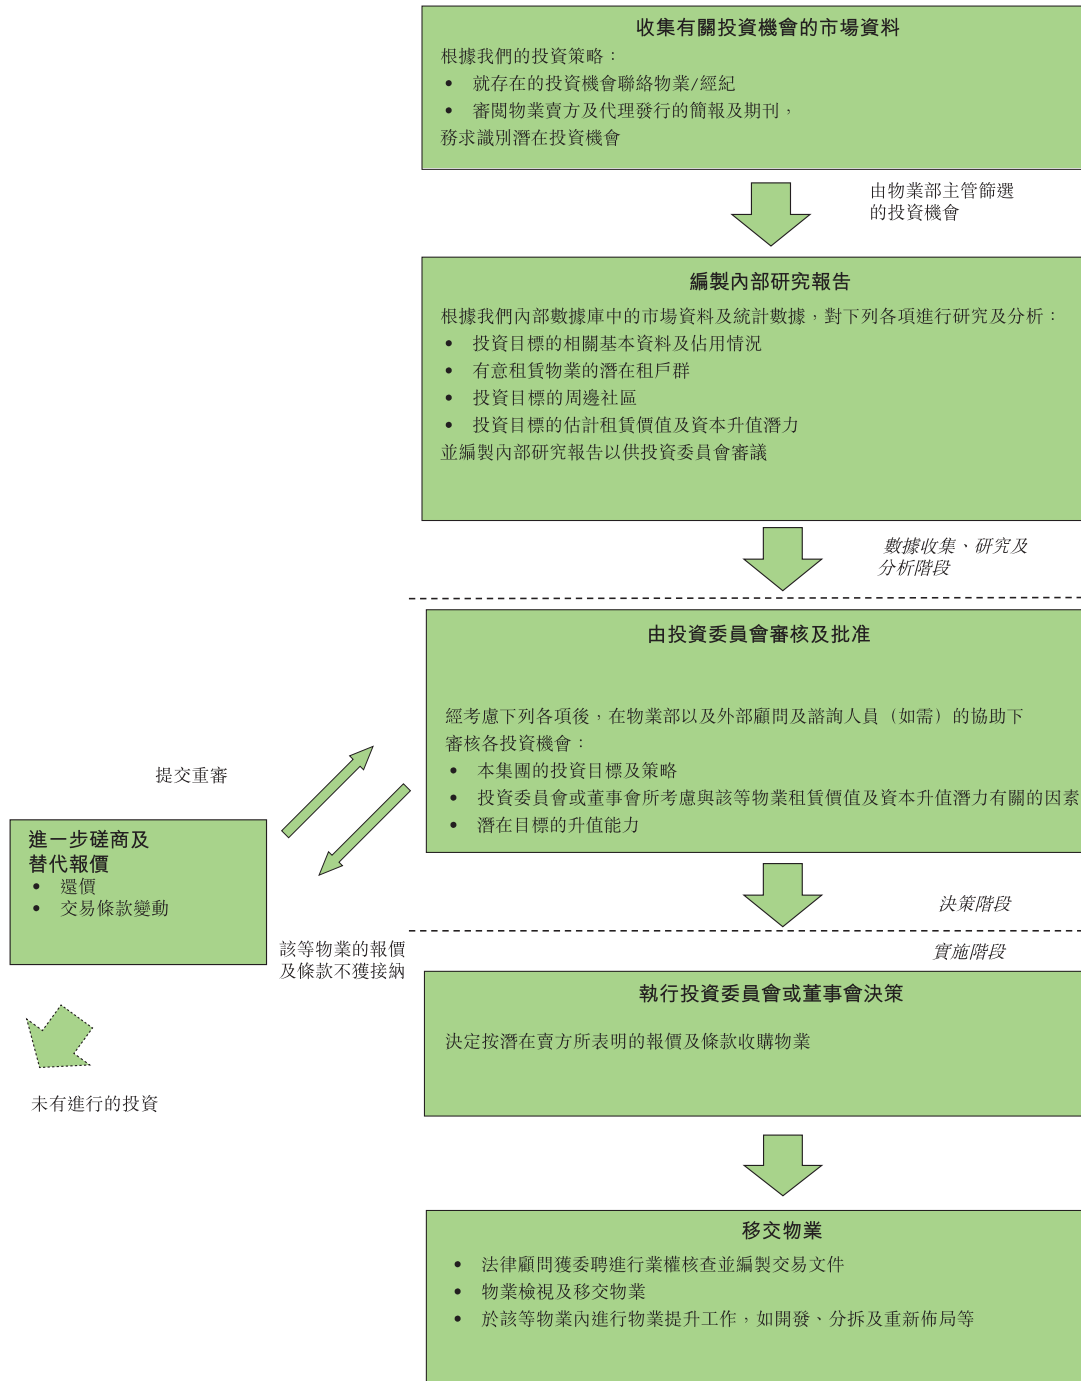 收集有關投資機會的市場資料
根據我們的投資策略：
• 就存在的投資機會聯絡物業/經紀
• 審閱物業賣方及代理發行的簡報及期刊，
務求識別潛在投資機會
由物業部主管篩選
的投資機會
編製內部研究報告
根據我們內部數據庫中的市場資料及統計數據，對下列各項進行研究及分析：
• 投資目標的相關基本資料及佔用情況
• 有意租賃物業的潛在租戶群
• 投資目標的周邊社區
• 投資目標的估計租賃價值及資本升值潛力
並編製內部研究報告以供投資委員會審議
數據收集、研究及
分析階段
由投資委員會審核及批准
經考慮下列各項後，在物業部以及外部顧問及諮詢人員（如需）的協助下
審核各投資機會：
• 本集團的投資目標及策略
• 投資委員會或董事會所考慮與該等物業租賃價值及資本升值潛力有關的因素
• 潛在目標的升值能力
提交重審
進一步磋商及
替代報價
• 還價
• 交易條款變動
該等物業的報價
及條款不獲接納
未有進行的投資
決策階段
實施階段
執行投資委員會或董事會決策
決定按潛在賣方所表明的報價及條款收購物業
移交物業
• 法律顧問獲委聘進行業權核查並編製交易文件
• 物業檢視及移交物業
• 於該等物業內進行物業提升工作，如開發、分拆及重新佈局等